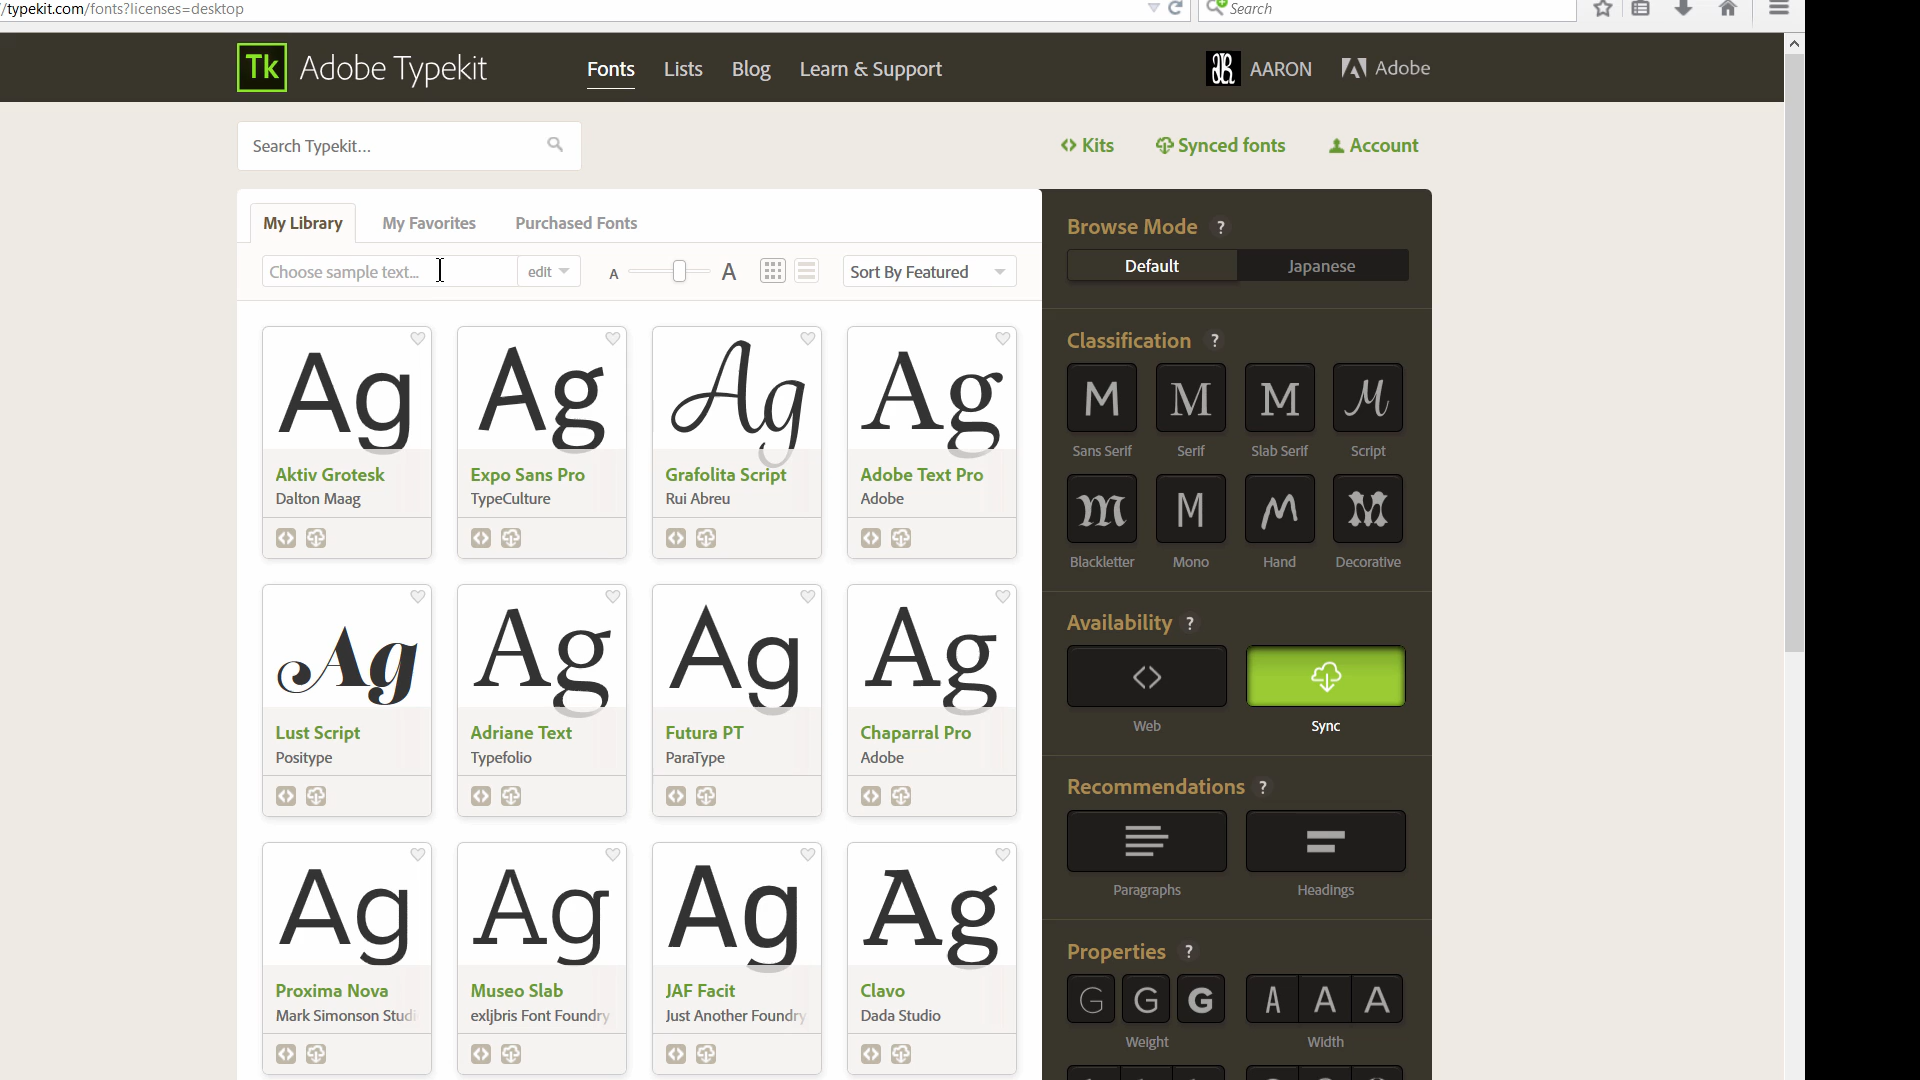 /typekit.com/fonts?licenses=desktop
Search
Tk Adobe Typekit
Fonts Lists Blog Learn & Support
AARON Adobe
Search Typekit...
Kits Synced fonts Account
My Library My Favorites Purchased Fonts
Choose sample text... edit A A Sort By Featured
Ag Ag Ag Ag
Aktiv Grotesk Expo Sans Pro Grafolita Script Adobe Text Pro
Dalton Maag TypeCulture Rui Abreu Adobe
Ag Ag Ag Ag
Lust Script Adriane Text Futura PT Chaparral Pro
Positype Typefolio ParaType Adobe
Ag Ag Ag Ag
Proxima Nova Museo Slab JAF Facit Clavo
Mark Simonson Studi exljbris Font Foundry Just Another Foundry Dada Studio
Browse Mode ?
Default Japanese
Classification ?
M M M M
Sans Serif Serif Slab Serif Script
M M M M
Blackletter Mono Hand Decorative
Availability ?
Web Sync
Recommendations ?
Paragraphs Headings
Properties ?
G G G A A A
Weight Width